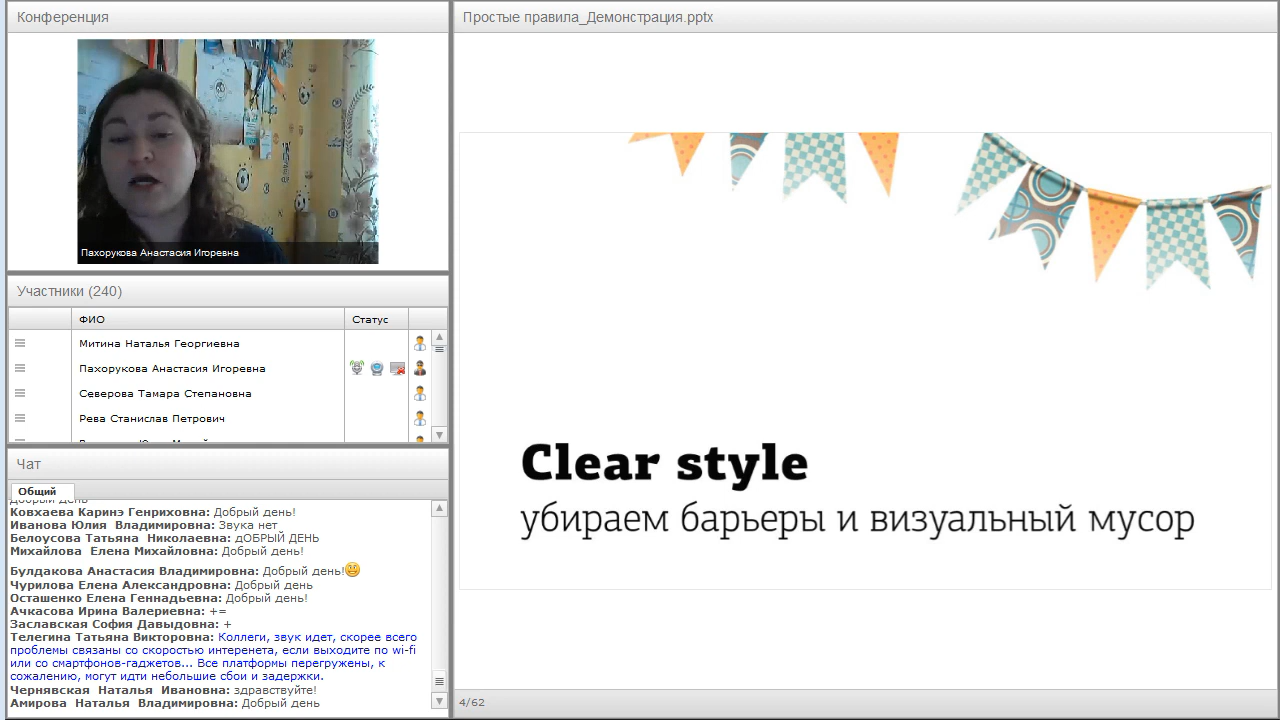 Конференция
Пахорукова Анастасия Игоревна
Участники (240)
ФИО Статус
Митина Наталья Георгиевна
Пахорукова Анастасия Игоревна
Северова Тамара Степановна
Рева Станислав Петрович
Чат
Общий
Добрый день
Ковхаева Каринэ Генриховна: Добрый день!
Иванова Юлия Владимировна: Звука нет
Белоусова Татьяна Николаевна: дОБРЫЙ ДЕНЬ
Михайлова Елена Михайловна: Добрый день!
Булдакова Анастасия Владимировна: Добрый день!
Чурилова Елена Александровна: Добрый день
Осташенко Елена Геннадьевна: Добрый день!
Ачкасова Ирина Валериевна: +=
Заславская София Давыдовна: +
Телегина Татьяна Викторовна: Коллеги, звук идет, скорее всего
проблемы связаны со скоростью интеренета, если выходите по wi-fi
или со смартфонов-гаджетов... Все платформы перегружены, к
сожалению, могут идти небольшие сбои и задержки.
Чернявская Наталья Ивановна: здравствуйте!
Амирова Наталья Владимировна: Добрый день
Простые правила_Демонстрация.pptx
Clear style
убираем барьеры и визуальный мусор
4/62